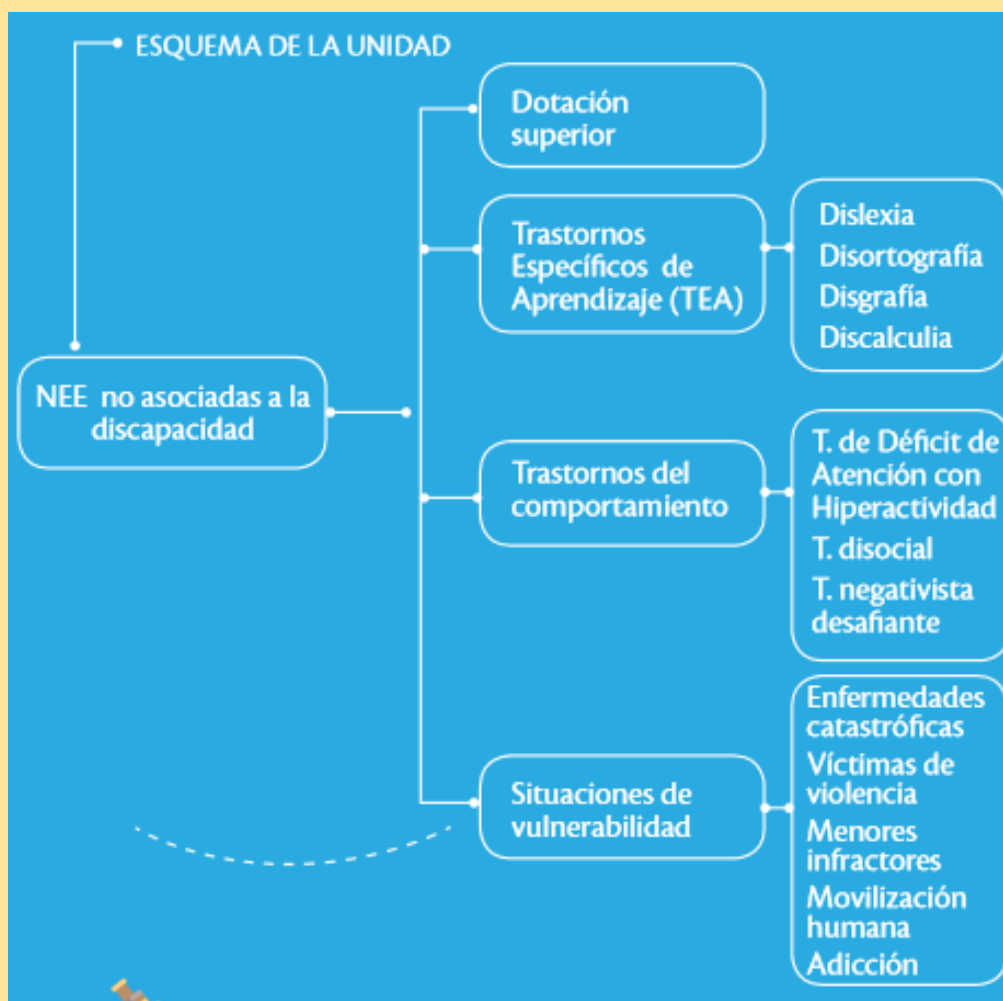 ESQUEMA DE LA UNIDAD
NEE no asociadas a la
discapacidad
Dotación
superior
Trastornos
Específicos de
Aprendizaje (TEA)
Dislexia
Disortografía
Disgrafía
Discalculia
Trastornos del
comportamiento
T. de Déficit de
Atención con
Hiperactividad
T. disocial
T. negativista
desafiante
Situaciones de
vulnerabilidad
Enfermedades
catastróficas
Víctimas de
violencia
Menores
infractores
Movilización
humana
Adicción